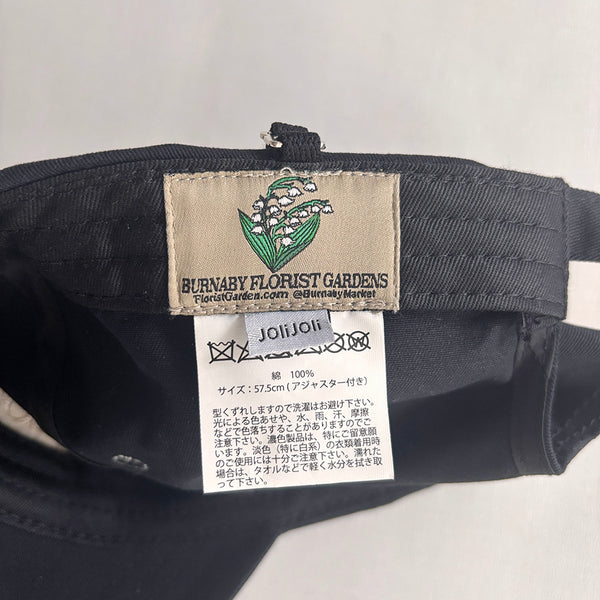 BURNABY FLORIST GARDENS
FloristGarden.com @BurnabyMarket
JOliJOli
綿 100%
サイズ：57.5cm (アジャスター付き)
型くずれしますので洗濯はお避け下さい。
光による色あせや、水、雨、汗、摩擦
などで色落ちすることがありますのでご
注意下さい。濃色製品は、特にご留意願
います。淡色（特に白系）の衣類着用時
のご使用には十分ご注意下さい。濡れた
場合は、タオルなどで軽く水分を拭き取
って下さい。